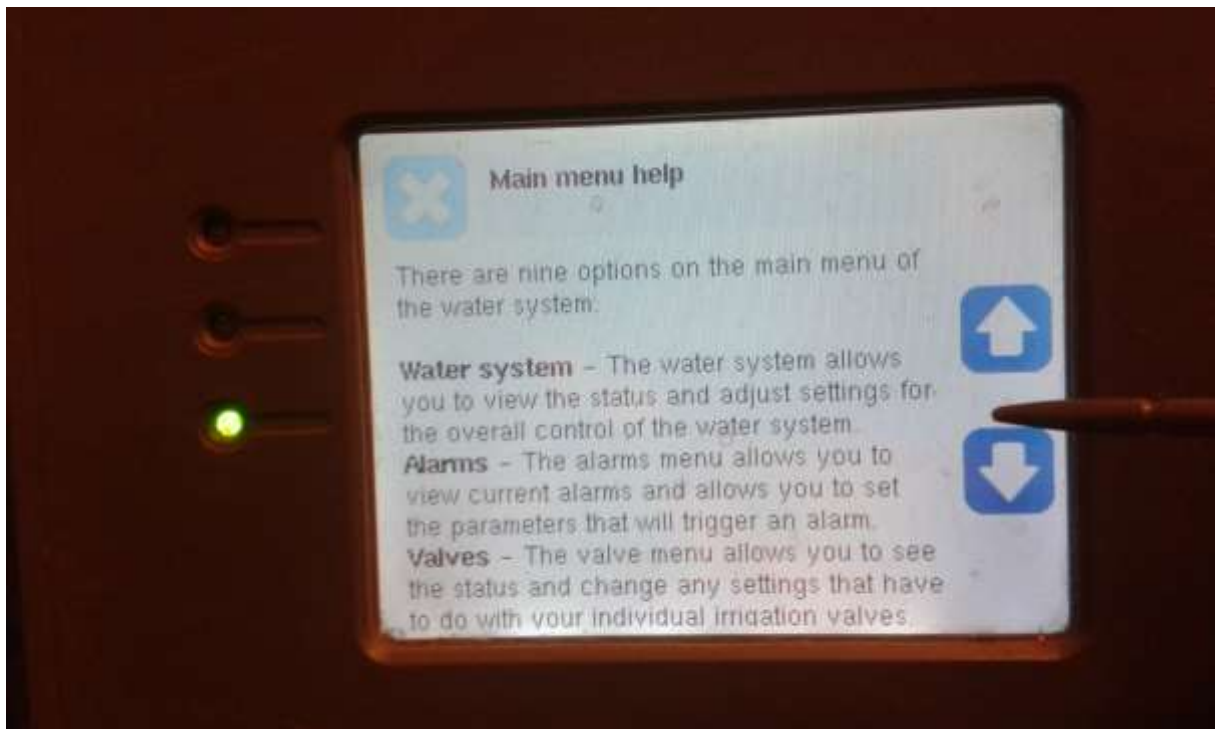 Main menu help
There are nine options on the main menu of
the water system:
Water system – The water system allows
you to view the status and adjust settings for
the overall control of the water system.
Alarms – The alarms menu allows you to
view current alarms and allows you to set
the parameters that will trigger an alarm.
Valves – The valve menu allows you to see
the status and change any settings that have
to do with your individual irrigation valves.